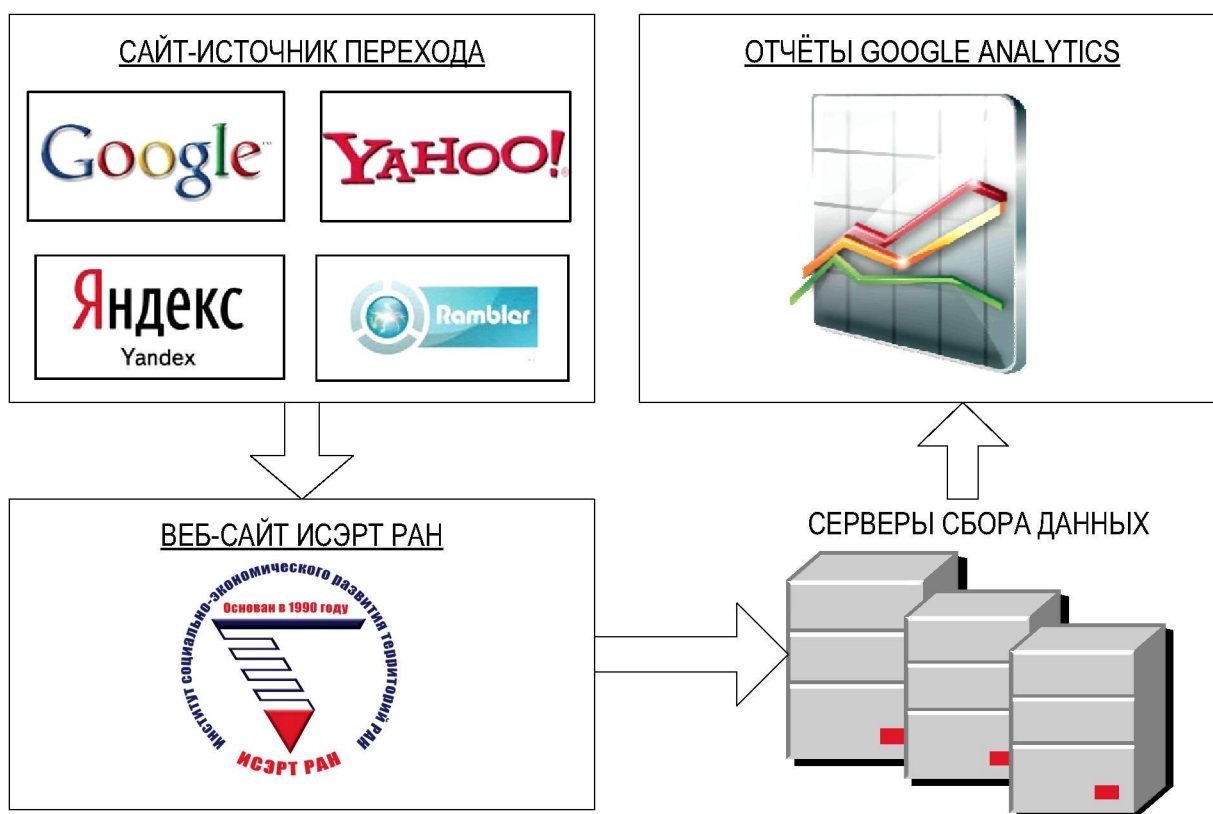 САЙТ-ИСТОЧНИК ПЕРЕХОДА
Google™
YAHOO!®
Яндекс
Yandex
Rambler
ВЕБ-САЙТ ИСЭРТ РАН
Институт социально-экономического развития территорий РАН
Основан в 1990 году
ИСЭРТ РАН
СЕРВЕРЫ СБОРА ДАННЫХ
ОТЧЁТЫ GOOGLE ANALYTICS